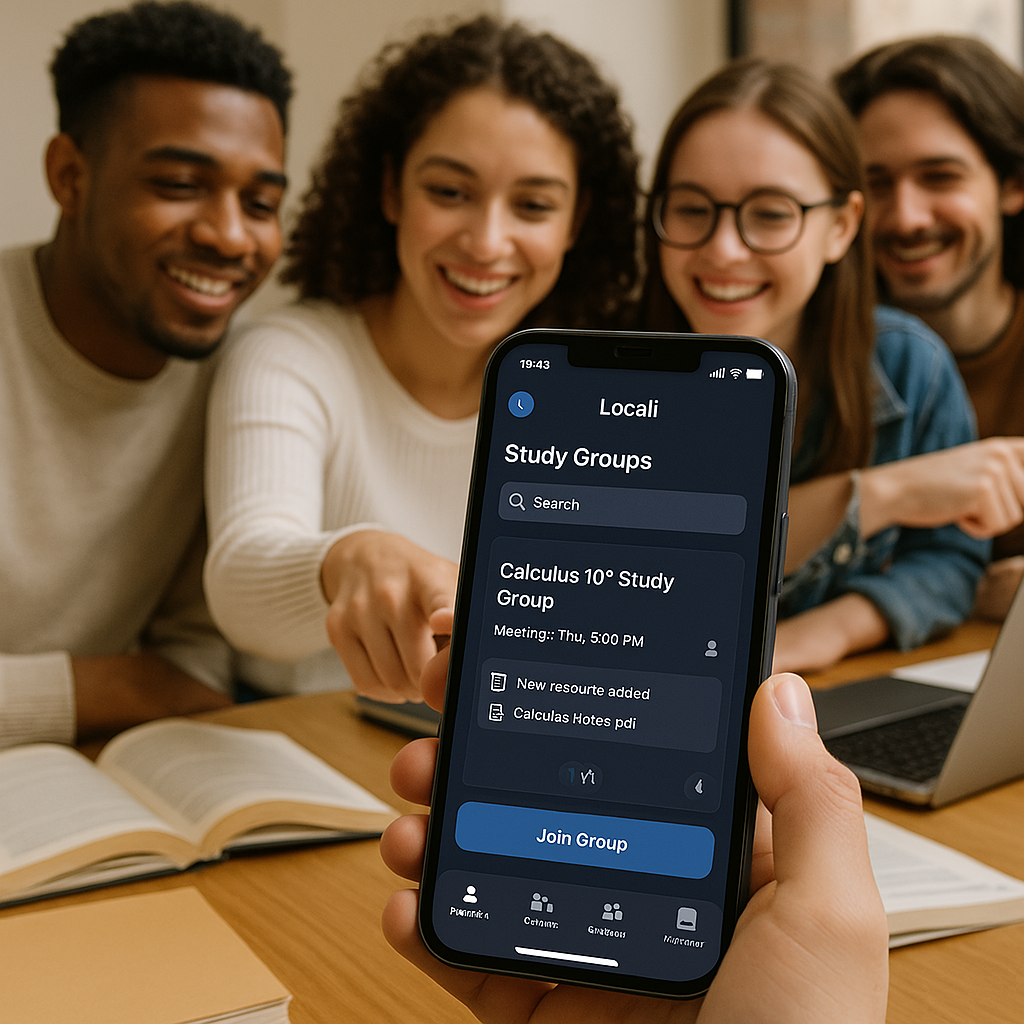 19:43
Locali
Study Groups
Search
Calculus 10° Study
Group
Meeting:: Thu, 5:00 PM
New resourte added
Calculas Hotes pdi
Join Group